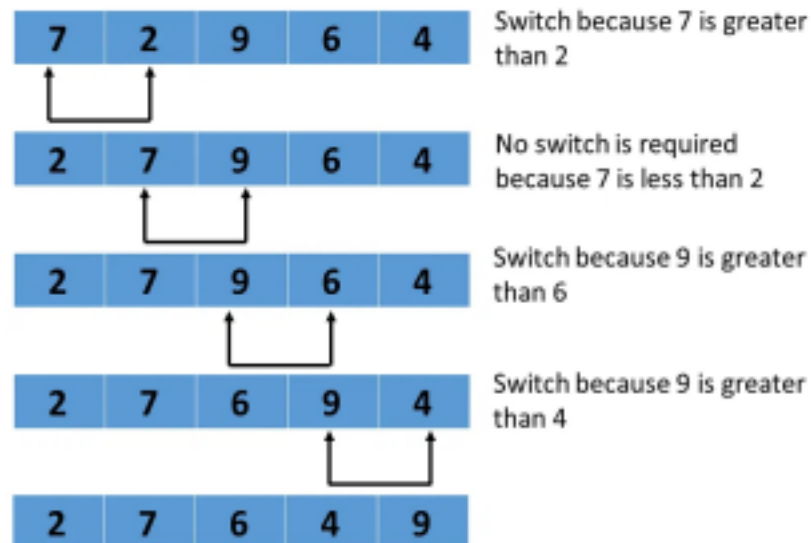 7 2 9 6 4
Switch because 7 is greater
than 2
2 7 9 6 4
No switch is required
because 7 is less than 2
2 7 9 6 4
Switch because 9 is greater
than 6
2 7 6 9 4
Switch because 9 is greater
than 4
2 7 6 4 9